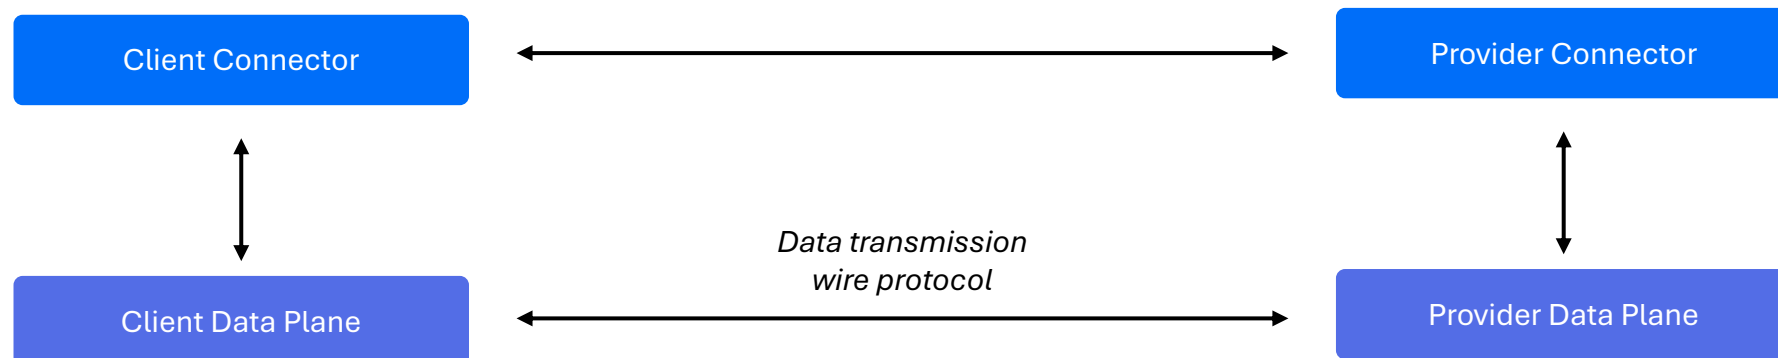 Client Connector
Provider Connector
Data transmission
wire protocol
Client Data Plane
Provider Data Plane